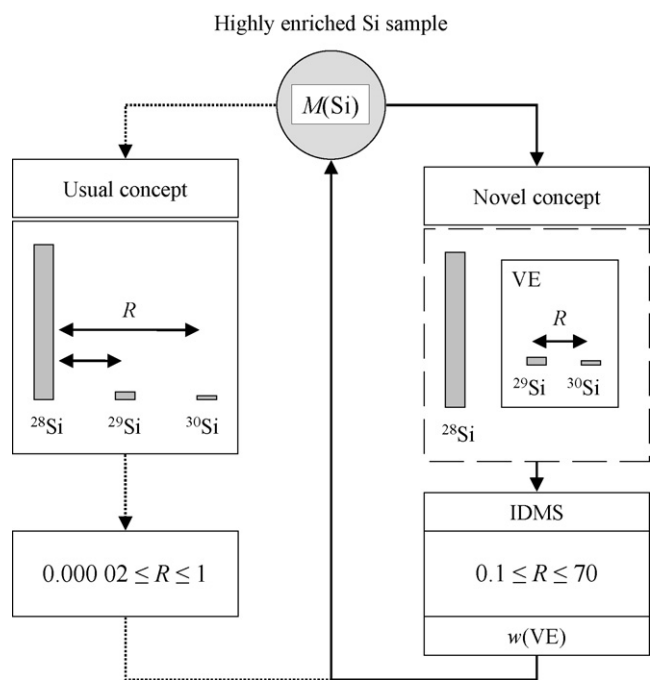 Highly enriched Si sample
M(Si)
Usual concept
R
²⁸Si ²⁹Si ³⁰Si
0.000 02 ≤ R ≤ 1
Novel concept
VE
R
²⁹Si ³⁰Si
²⁸Si
IDMS
0.1 ≤ R ≤ 70
w(VE)